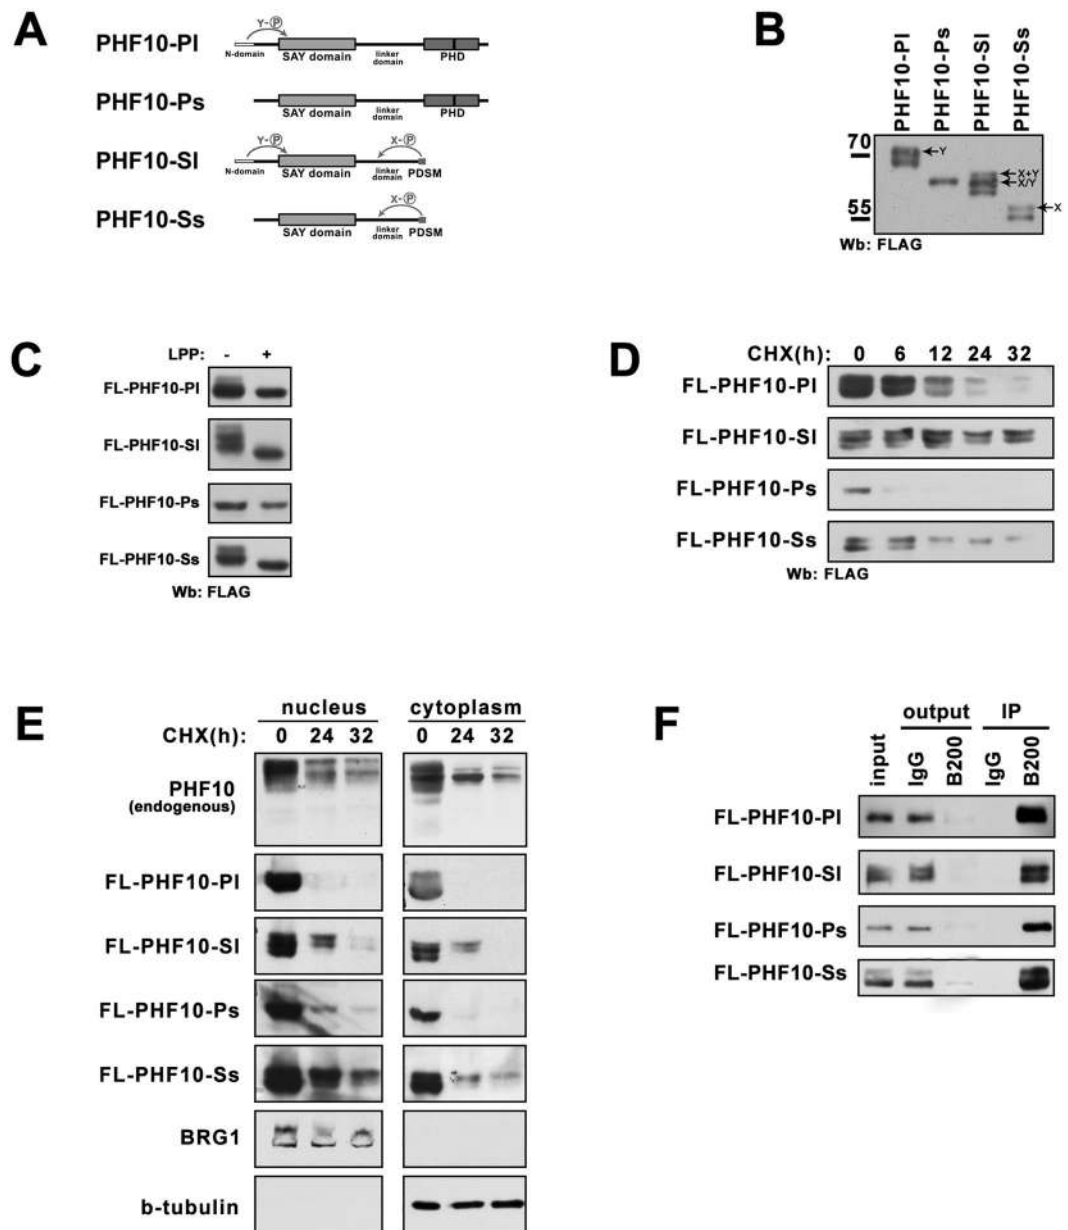 A
PHF10-Pl
Y-P
N-domain
SAY domain
linker domain
PHD
PHF10-Ps
SAY domain
linker domain
PHD
PHF10-Sl
Y-P
X-P
N-domain
SAY domain
linker domain
PDSM
PHF10-Ss
X-P
SAY domain
linker domain
PDSM
B
PHF10-Pl
PHF10-Ps
PHF10-Sl
PHF10-Ss
70
Y
X+Y
X/Y
55
X
Wb: FLAG
C
LPP: - +
FL-PHF10-Pl
FL-PHF10-Sl
FL-PHF10-Ps
FL-PHF10-Ss
Wb: FLAG
D
CHX(h): 0 6 12 24 32
FL-PHF10-Pl
FL-PHF10-Sl
FL-PHF10-Ps
FL-PHF10-Ss
Wb: FLAG
E
nucleus cytoplasm
CHX(h): 0 24 32 0 24 32
PHF10
(endogenous)
FL-PHF10-Pl
FL-PHF10-Sl
FL-PHF10-Ps
FL-PHF10-Ss
BRG1
b-tubulin
F
output IP
input IgG B200 IgG B200
FL-PHF10-Pl
FL-PHF10-Sl
FL-PHF10-Ps
FL-PHF10-Ss